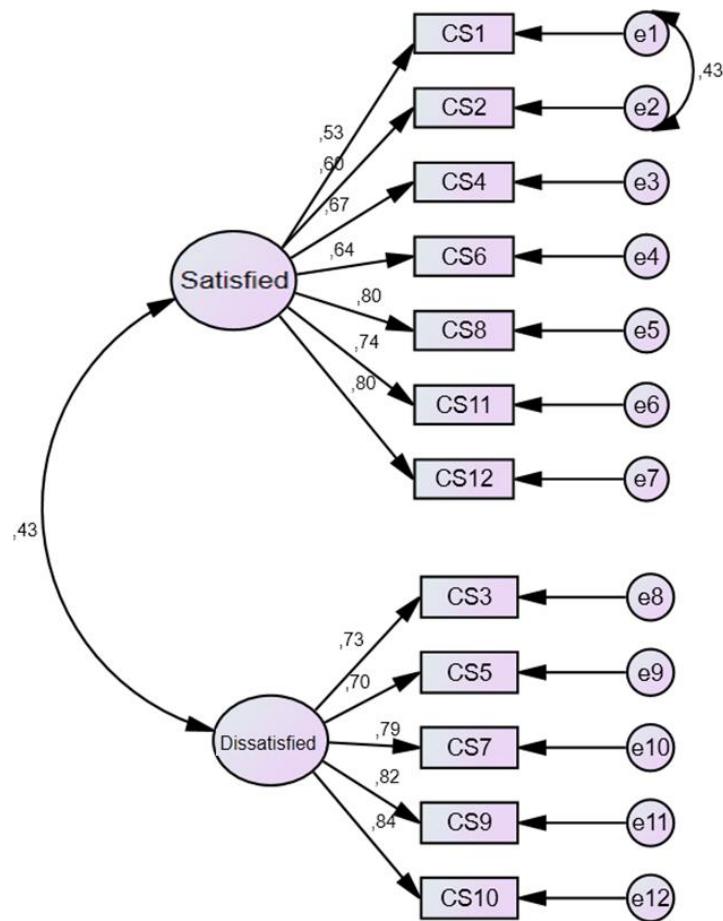 CS1
e1
,43
CS2
e2
,53
,60
CS4
e3
,67
,64
CS6
e4
Satisfied
,80
CS8
e5
,74
CS11
e6
,80
CS12
e7
,43
CS3
e8
,73
CS5
e9
,70
Dissatisfied
,79
CS7
e10
,82
CS9
e11
,84
CS10
e12